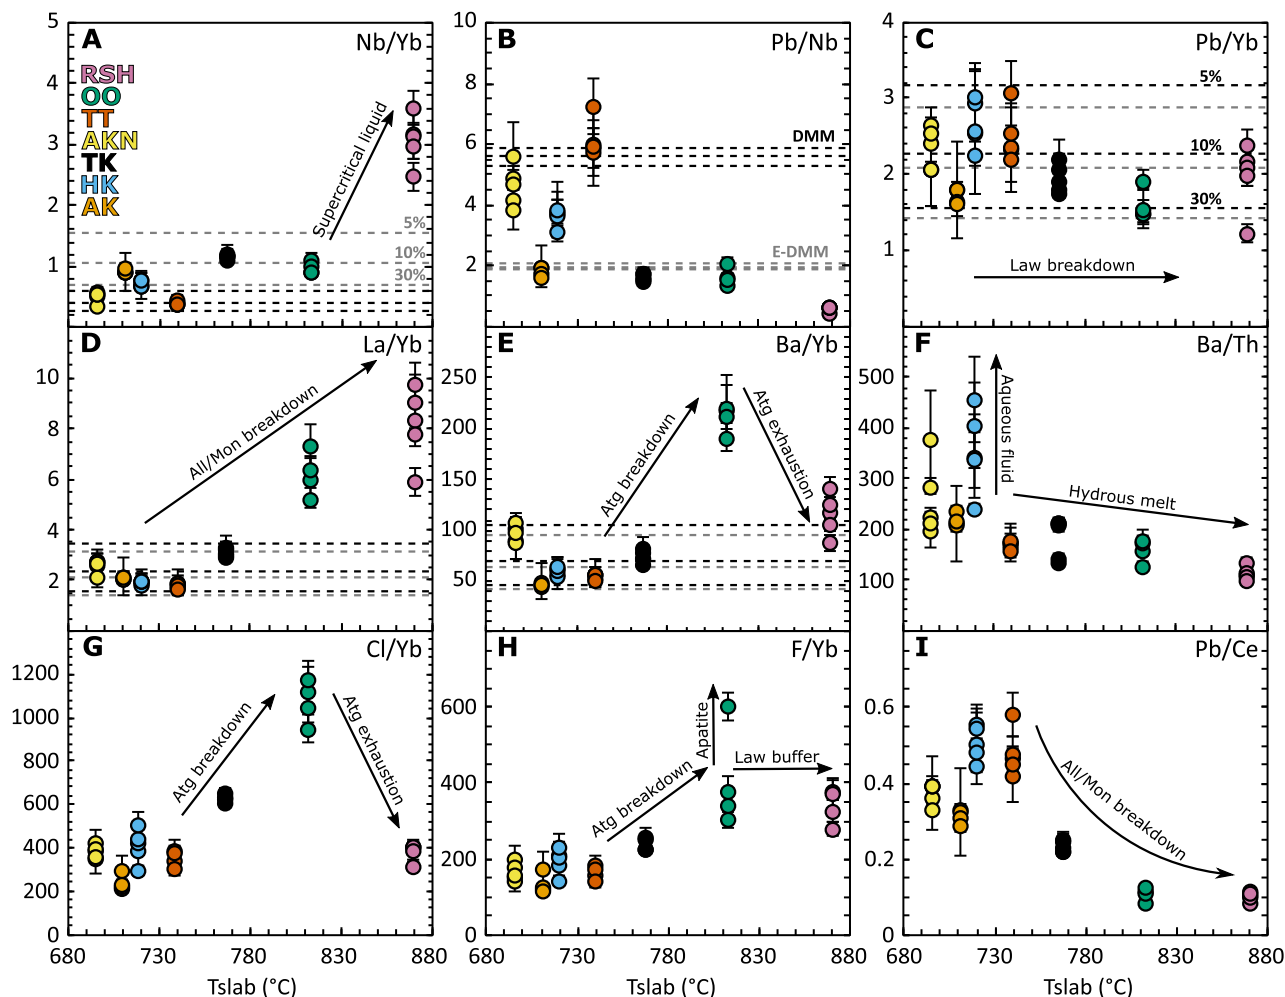 A
Nb/Yb
RSH
OO
TT
AKN
TK
HK
AK
Supercritical liquid
5%
10%
30%
5
4
3
2
1
B
Pb/Nb
DMM
E-DMM
10
8
6
4
2
C
Pb/Yb
5%
10%
30%
Law breakdown
4
3
2
1
D
La/Yb
All/Mon breakdown
10
8
6
4
2
E
Ba/Yb
Atg breakdown
Atg exhaustion
250
200
150
100
50
F
Ba/Th
Aqueous fluid
Hydrous melt
500
400
300
200
100
G
Cl/Yb
Atg breakdown
Atg exhaustion
1200
1000
800
600
400
200
0
680 730 780 830 880
Tslab (°C)
H
F/Yb
Atg breakdown
Apatite
Law buffer
600
400
200
0
680 730 780 830 880
Tslab (°C)
I
Pb/Ce
All/Mon breakdown
0.6
0.4
0.2
0
680 730 780 830 880
Tslab (°C)